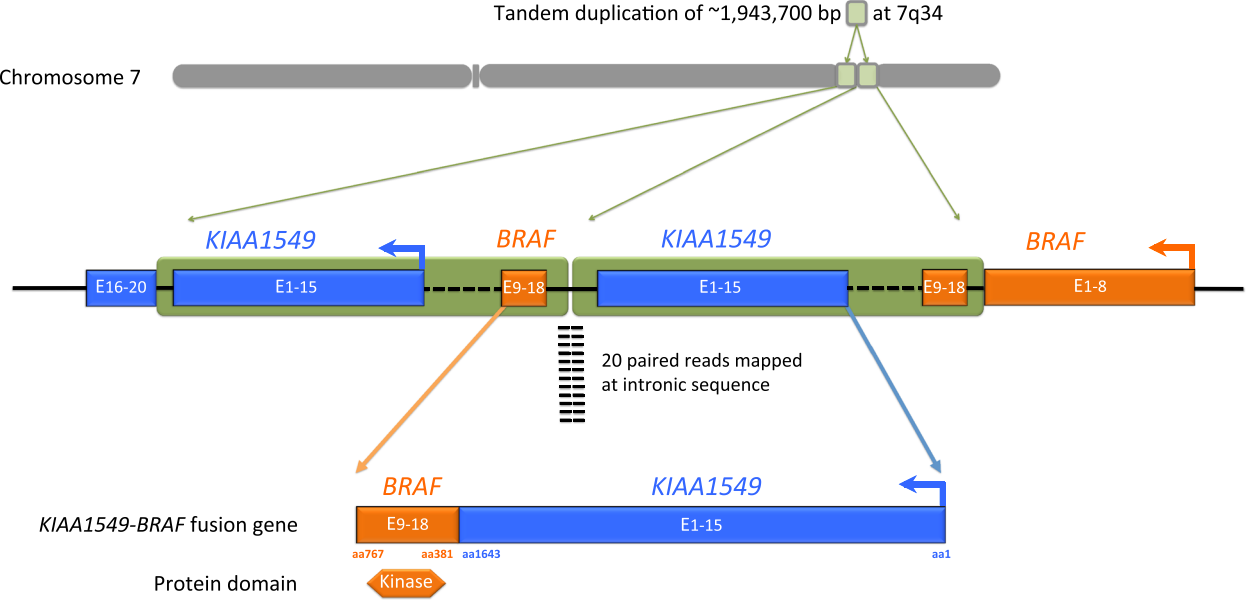 Tandem duplication of ~1,943,700 bp at 7q34
Chromosome 7
KIAA1549 BRAF KIAA1549 BRAF
E16-20 E1-15 E9-18 E1-15 E9-18 E1-8
20 paired reads mapped
at intronic sequence
BRAF KIAA1549
KIAA1549-BRAF fusion gene E9-18 E1-15
aa767 aa381 aa1643 aa1
Protein domain Kinase